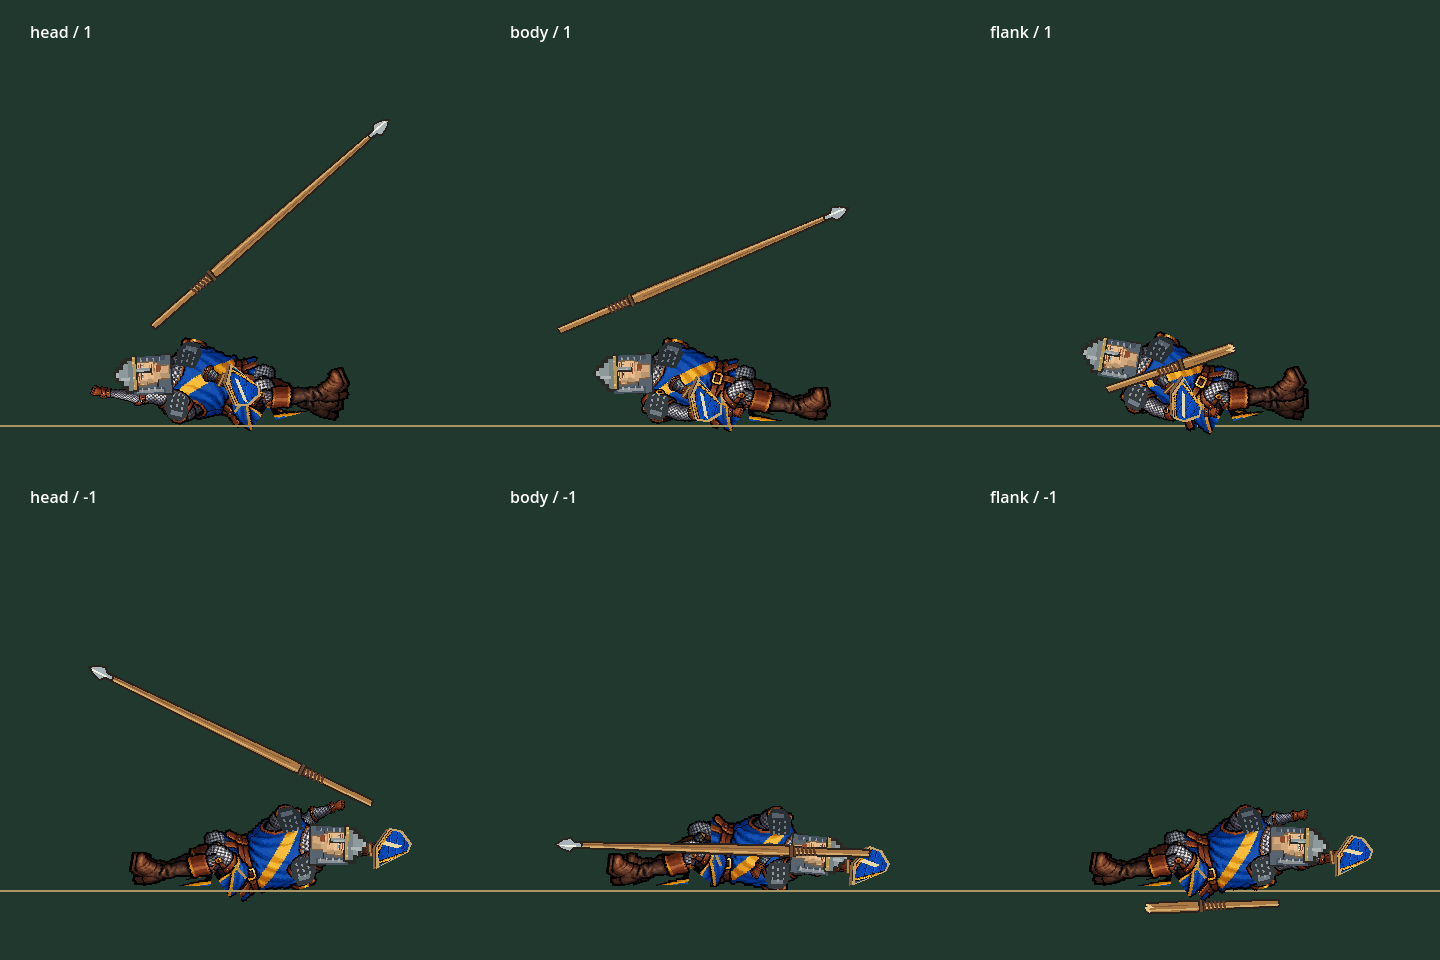 head / 1
body / 1
flank / 1
head / -1
body / -1
flank / -1